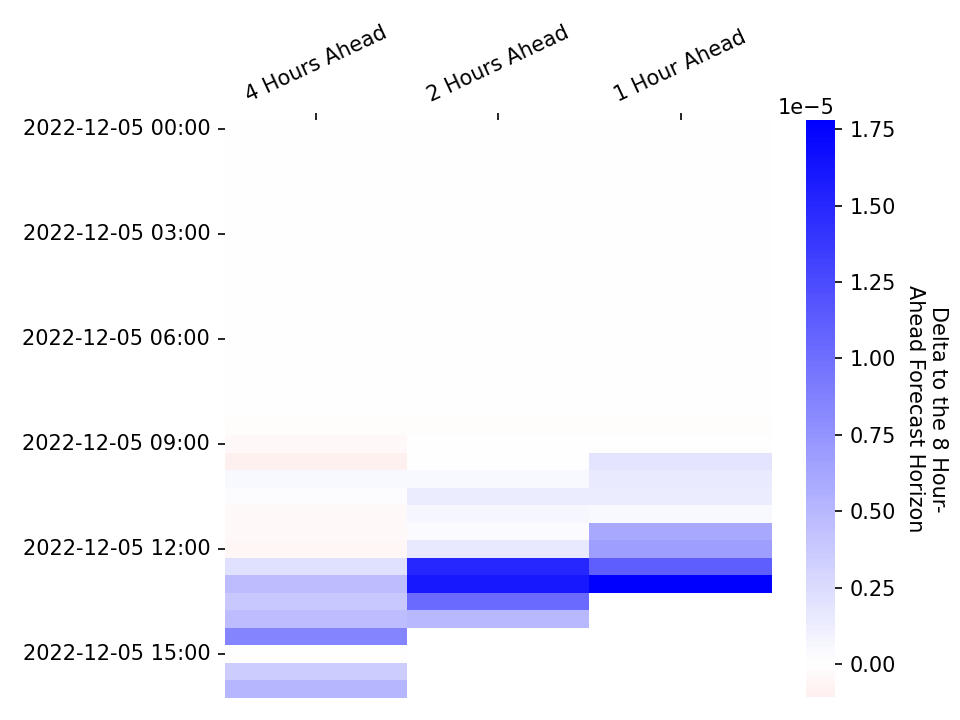 4 Hours Ahead
2 Hours Ahead
1 Hour Ahead
1e−5
2022-12-05 00:00
2022-12-05 03:00
2022-12-05 06:00
2022-12-05 09:00
2022-12-05 12:00
2022-12-05 15:00
1.75
1.50
1.25
1.00
0.75
0.50
0.25
0.00
Delta to the 8 Hour-
Ahead Forecast Horizon